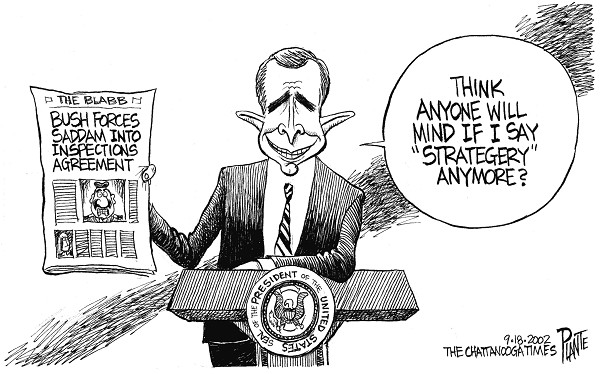 THE BLABB
BUSH FORCES
SADDAM INTO
INSPECTIONS
AGREEMENT
THINK
ANYONE WILL
MIND IF I SAY
"STRATEGERY"
ANYMORE?
SEAL OF THE PRESIDENT OF THE UNITED STATES
9.18.2002
THE CHATTANOOGA TIMES
PLANTE